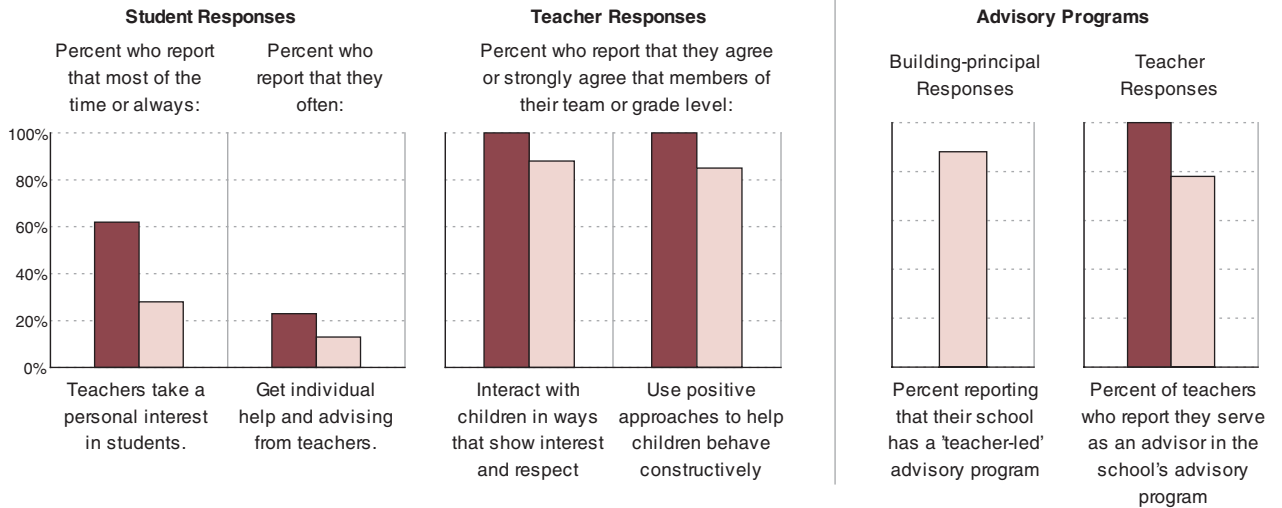 Student Responses
Percent who report
that most of the
time or always:
Percent who
report that they
often:
Teacher Responses
Percent who report that they agree
or strongly agree that members of
their team or grade level:
Advisory Programs
Building-principal
Responses
Teacher
Responses
100%
80%
60%
40%
20%
0%
Teachers take a
personal interest
in students.
Get individual
help and advising
from teachers.
Interact with
children in ways
that show interest
and respect
Use positive
approaches to help
children behave
constructively
Percent reporting
that their school
has a 'teacher-led'
advisory program
Percent of teachers
who report they serve
as an advisor in the
school's advisory
program